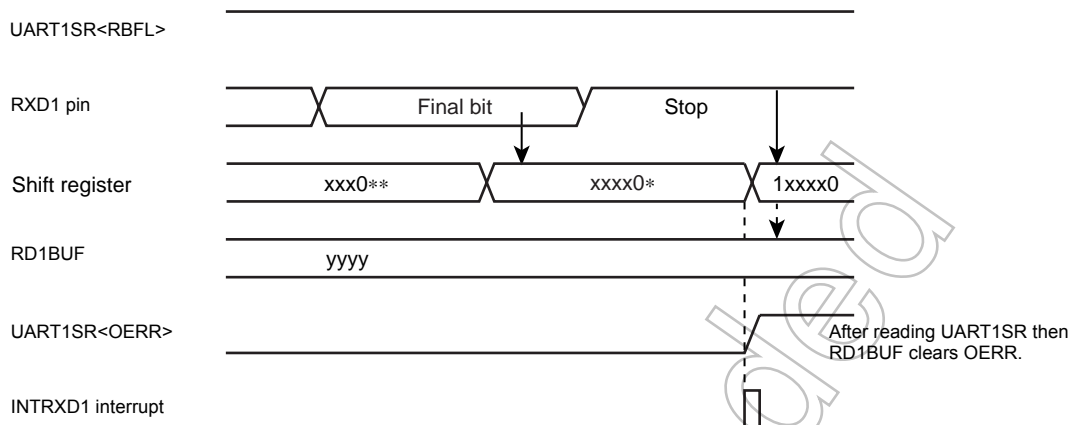 UART1SR<RBFL>
RXD1 pin
Final bit
Stop
Shift register
xxx0**
xxxx0*
1xxxx0
RD1BUF
yyyy
UART1SR<OERR>
After reading UART1SR then
RD1BUF clears OERR.
INTRXD1 interrupt
ded